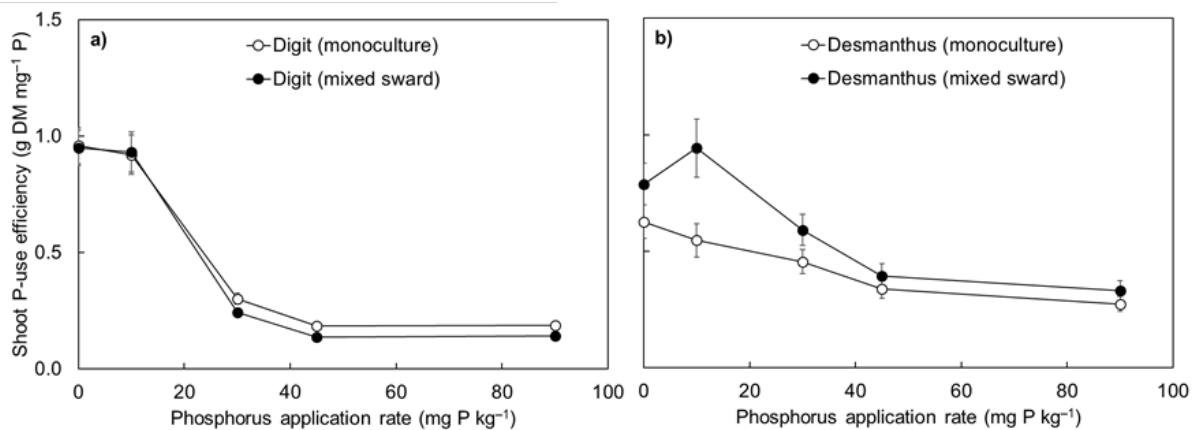 a)
Digit (monoculture)
Digit (mixed sward)
1.5
1.0
0.5
0.0
Shoot P-use efficiency (g DM mg⁻¹ P)
0 20 40 60 80 100
Phosphorus application rate (mg P kg⁻¹)
b)
Desmanthus (monoculture)
Desmanthus (mixed sward)
0 20 40 60 80 100
Phosphorus application rate (mg P kg⁻¹)